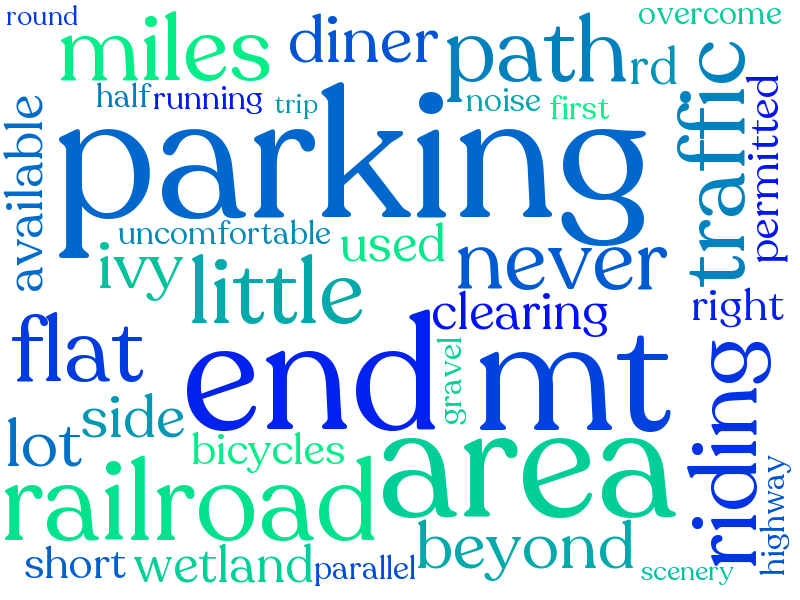 round
overcome
miles
diner
path
rd
half
running
trip
noise
first
traffic
permitted
available
parking
uncomfortable
used
never
ivy
little
clearing
right
flat
end
mt
gravel
riding
side
lot
bicycles
area
railroad
highway
beyond
short
wetland
parallel
scenery